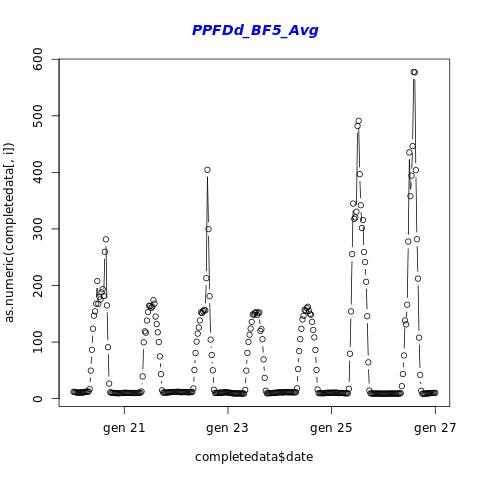 PPFDd_BF5_Avg
as.numeric(completedata[, i])
600
500
400
300
200
100
0
gen 21 gen 23 gen 25 gen 27
completedata$date